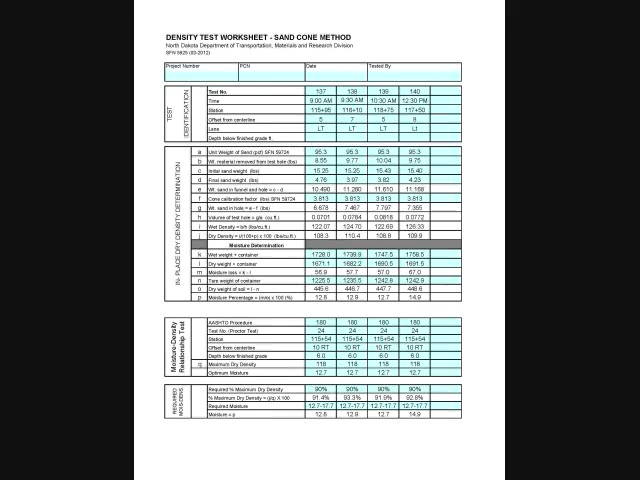 DENSITY TEST WORKSHEET - SAND CONE METHOD
North Dakota Department of Transportation, Materials and Research Division
SFN 59725 (03-2012)
Project Number PCN Date Tested By
TEST IDENTIFICATION
Test No. 137 138 139 140
Time 9:00 AM 9:30 AM 10:30 AM 12:30 PM
Station 115+95 116+10 118+75 117+50
Offset from centerline 5 7 8 8
Lane LT LT Lt LT
Depth below finished grade ft.
IN- PLACE DRY DENSITY DETERMINATION
a Unit Weight of Sand (pcf) SFN 59724 95.3 95.3 95.3 95.3
b Wt. material removed from test hole (lbs) 8.55 9.77 10.04 9.75
c Initial sand weight (lbs) 15.25 15.25 15.43 15.40
d Final sand weight (lbs) 4.76 3.97 3.82 4.23
e Wt. sand in funnel and hole = c - d 10.490 11.280 11.610 11.168
f Cone calibration factor (lbs) SFN 59724 3.813 3.813 3.813 3.813
g Wt. sand in hole = e - f (lbs) 6.678 7.467 7.797 7.355
h Volume of test hole = g/a (cu.ft.) 0.0701 0.0784 0.0818 0.0772
i Wet Density = b/h (lbs/cu.ft.) 122.07 124.70 122.69 126.33
j Dry Density = i/(100+p) x 100 (lbs/cu.ft.) 108.3 110.4 108.8 109.9
Moisture Determination
k Wet weight + container 1728.0 1739.9 1747.5 1758.5
l Dry weight + container 1671.1 1682.2 1690.5 1691.5
m Moisture loss = k - l 56.9 57.7 57.0 67.0
n Tare weight of container 1225.5 1235.5 1242.8 1242.9
o Dry weight of soil = l - n 445.6 446.7 447.7 448.6
p Moisture Percentage = (m/o) x 100 (%) 12.8 12.9 12.7 14.9
Moisture-Density Relationship Test
AASHTO Procedure 180 180 180 180
Test No. (Proctor Test) 24 24 24 24
Station 115+54 115+54 115+54 115+54
Offset from centerline 10 RT 10 RT 10 RT 10 RT
Depth below finished grade 6.0 6.0 6.0 6.0
q Maximum Dry Density 118 118 118 118
Optimum Moisture 12.7 12.7 12.7 12.7
REQUIRED MOIS-DENS.
Required % Maximum Dry Density 90% 90% 90% 90%
% Maximum Dry Density = (j/q) X 100 91.4% 93.3% 91.9% 92.8%
Required Moisture 12.7-17.7 12.7-17.7 12.7-17.7 12.7-17.7
Moisture = p 12.8 12.9 12.7 14.9